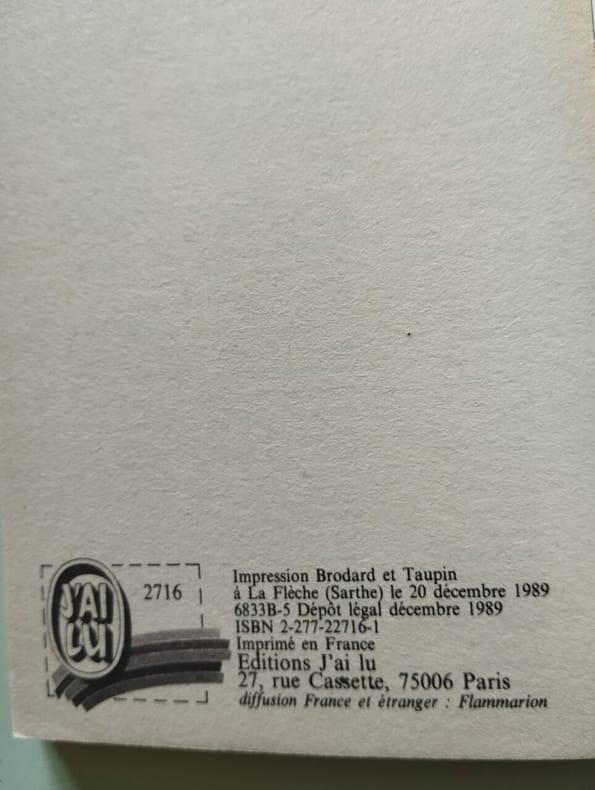 J'AI
LU
2716
Impression Brodard et Taupin
à La Flèche (Sarthe) le 20 décembre 1989
6833B-5 Dépôt légal décembre 1989
ISBN 2-277-22716-1
Imprimé en France
Editions J'ai lu
27, rue Cassette, 75006 Paris
diffusion France et étranger : Flammarion